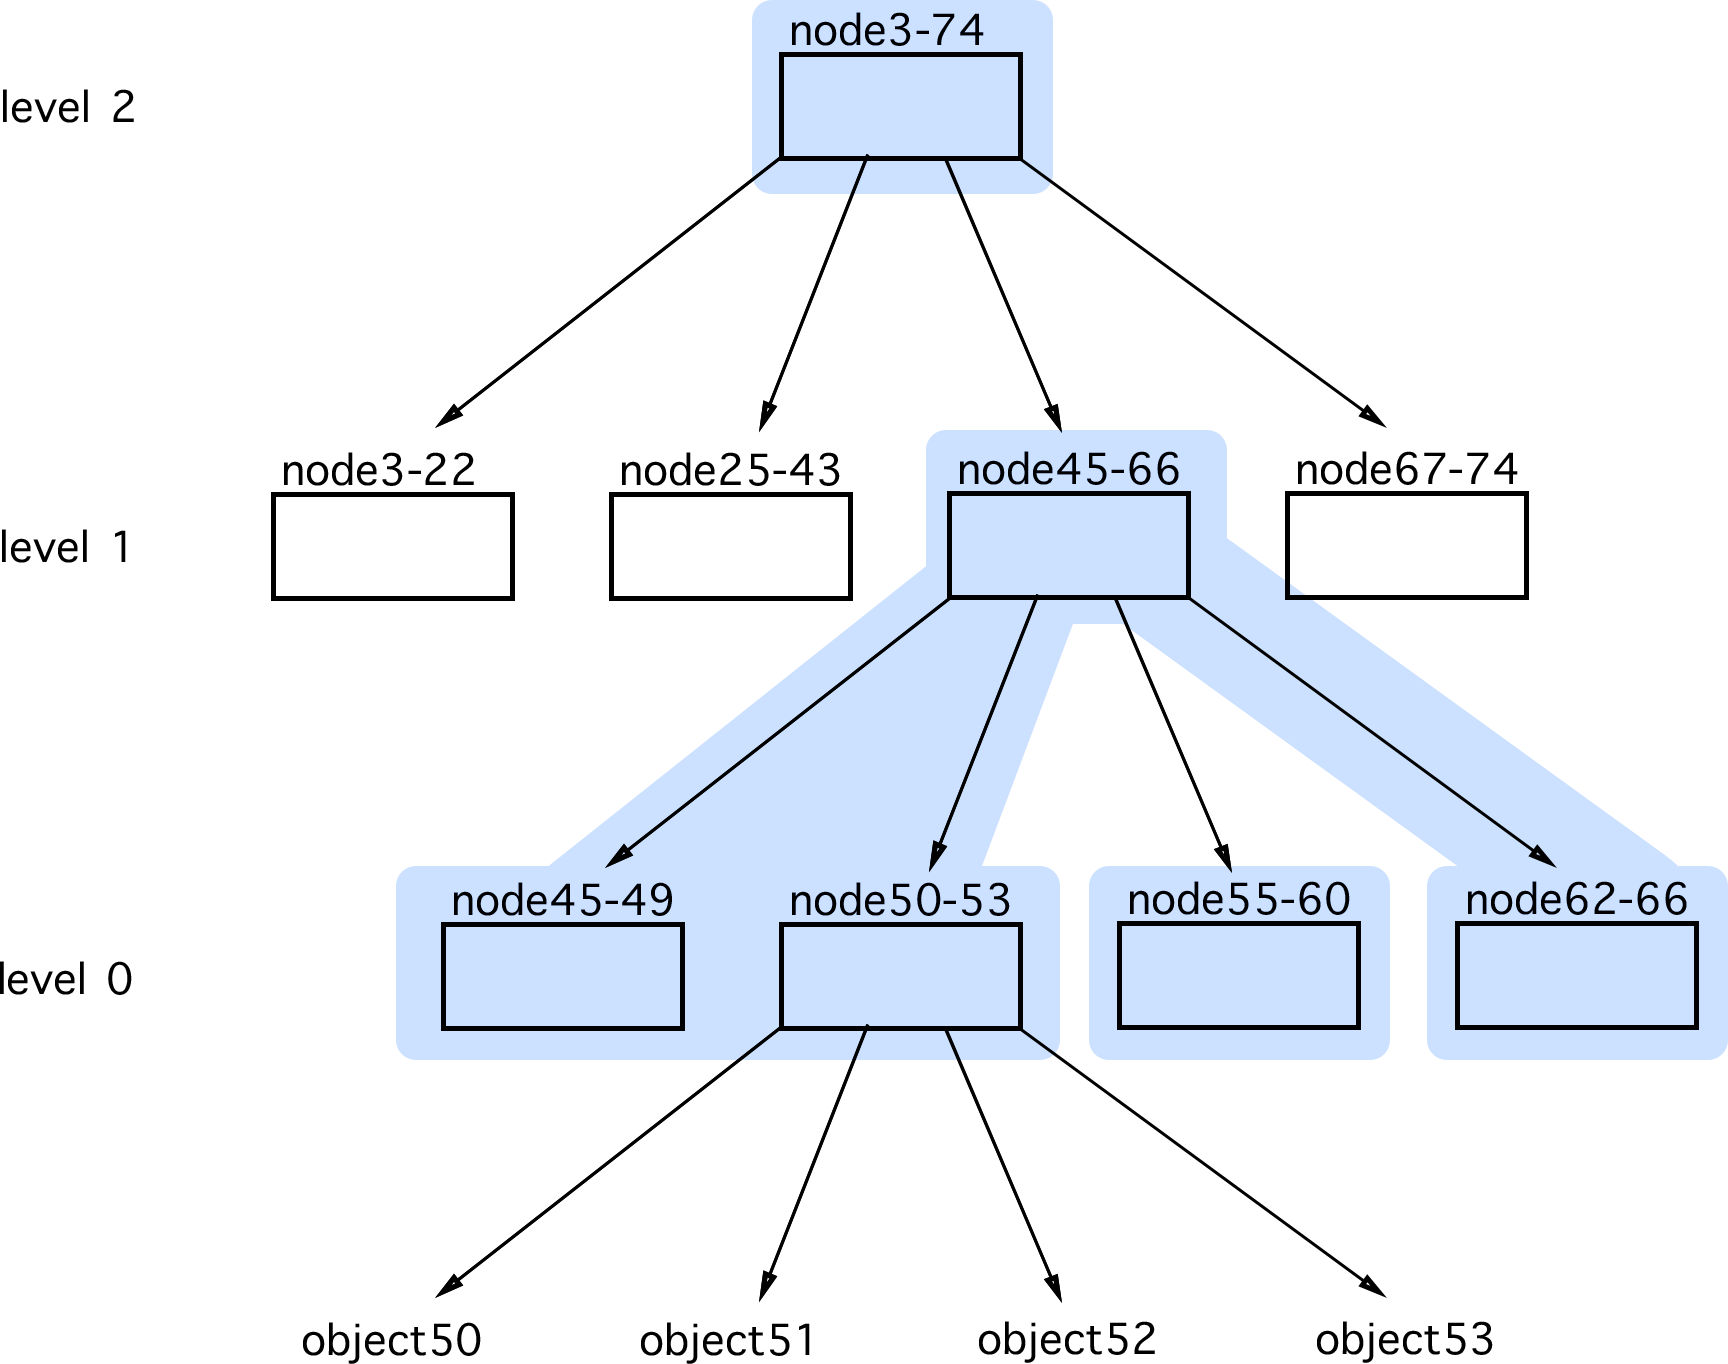 node3-74
level 2
node3-22
node25-43
node45-66
node67-74
level 1
node45-49
node50-53
node55-60
node62-66
level 0
object50
object51
object52
object53